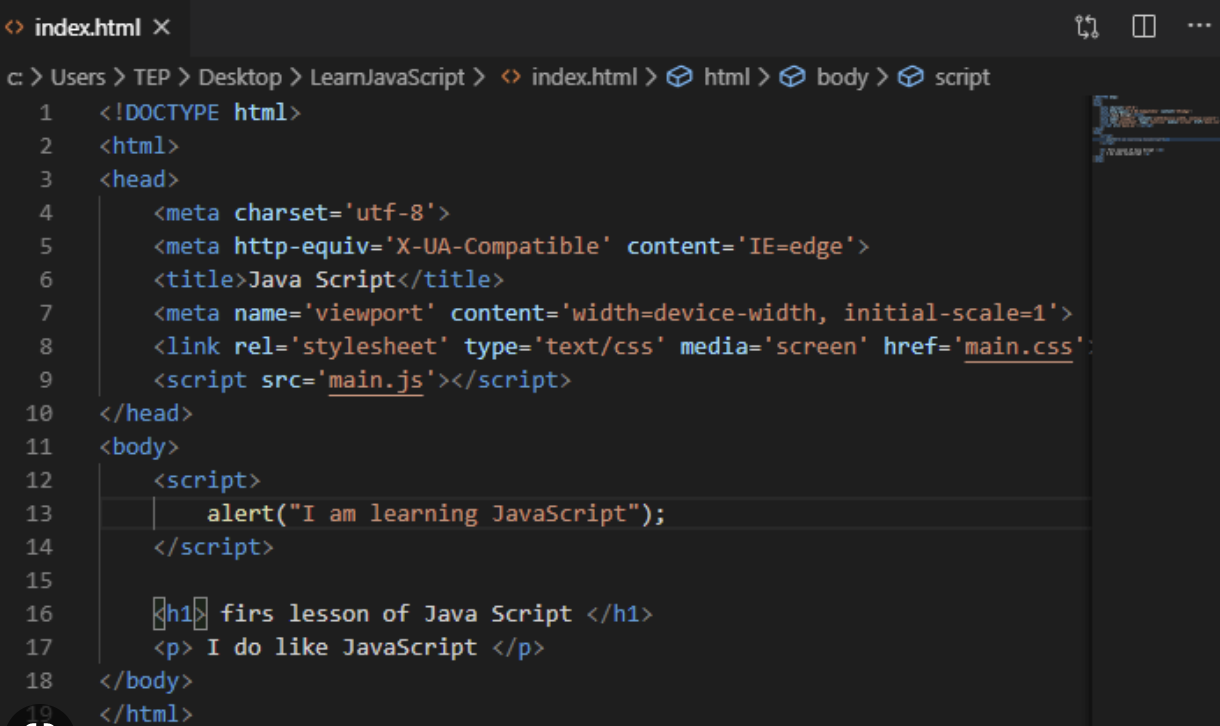 index.html
c: > Users > TEP > Desktop > LearnJavaScript > index.html > html > body > script
1 <!DOCTYPE html>
2 <html>
3 <head>
4 <meta charset='utf-8'>
5 <meta http-equiv='X-UA-Compatible' content='IE=edge'>
6 <title>Java Script</title>
7 <meta name='viewport' content='width=device-width, initial-scale=1'>
8 <link rel='stylesheet' type='text/css' media='screen' href='main.css'
9 <script src='main.js'></script>
10 </head>
11 <body>
12 <script>
13 alert("I am learning JavaScript");
14 </script>
15
16 <h1> firs lesson of Java Script </h1>
17 <p> I do like JavaScript </p>
18 </body>
19 </html>